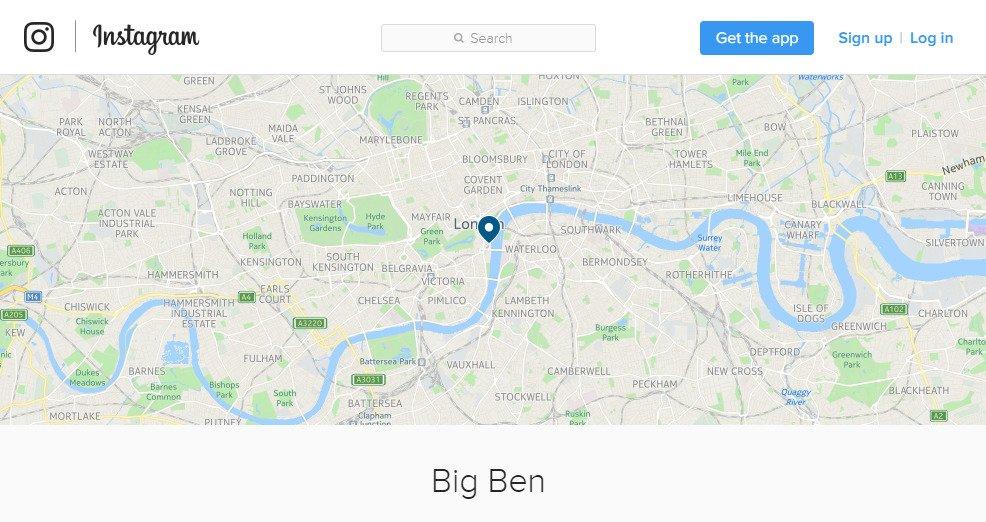 Instagram
Search
Get the app
Sign up | Log in
GREEN
ST JOHNS
WOOD
Hill
REGENTS
PARK
CAMDEN
ISLINGTON
HOXTON
Park
Waterworks
KENSAL
GREEN
ST PANCRAS
PARK
ROYAL
NORTH
ACTON
MAIDA
VALE
BETHNAL
GREEN
BOW
PLAISTOW
LADBROKE
GROVE
MARYLEBONE
WESTWAY
ESTATE
BLOOMSBURY
CITY OF
LONDON
TOWER
HAMLETS
Mile End
Park
Newham
PADDINGTON
COVENT
GARDEN
City Thameslink
A13
CANNING
TOWN
ACTON
NOTTING
HILL
BAYSWATER
LIMEHOUSE
BLACKWALL
ACTON VALE
INDUSTRIAL
PARK
Kensington
Gardens
Hyde
Park
MAYFAIR
London
Green
Park
SOUTHWARK
CANARY
WHARF
Holland
Park
WATERLOO
Surrey
Water
SILVERTOWN
A406
ersbury
Park
KENSINGTON
SOUTH
KENSINGTON
BELGRAVIA
BERMONDSEY
HAMMERSMITH
VICTORIA
ROTHERHITHE
M4
A4
EARLS
COURT
CHELSEA
PIMLICO
LAMBETH
CHISWICK
HAMMERSMITH
INDUSTRIAL
ESTATE
KENNINGTON
ISLE OF
DOGS
A102
CHARLTON
A205
Chiswick
House
A3220
Burgess
Park
GREENWICH
KEW
Charlto
Park
nic
FULHAM
Battersea Park
VAUXHALL
DEPTFORD
Greenwich
Park
Dukes
Meadows
BARNES
CAMBERWELL
NEW CROSS
Barnes
Common
Bishops
Park
South
Park
A3031
PECKHAM
BLACKHEATH
STOCKWELL
Quaggy
River
MORTLAKE
PUTNEY
BATTERSEA
Clapham
Junction
Ruskin
Park
A2
Big Ben